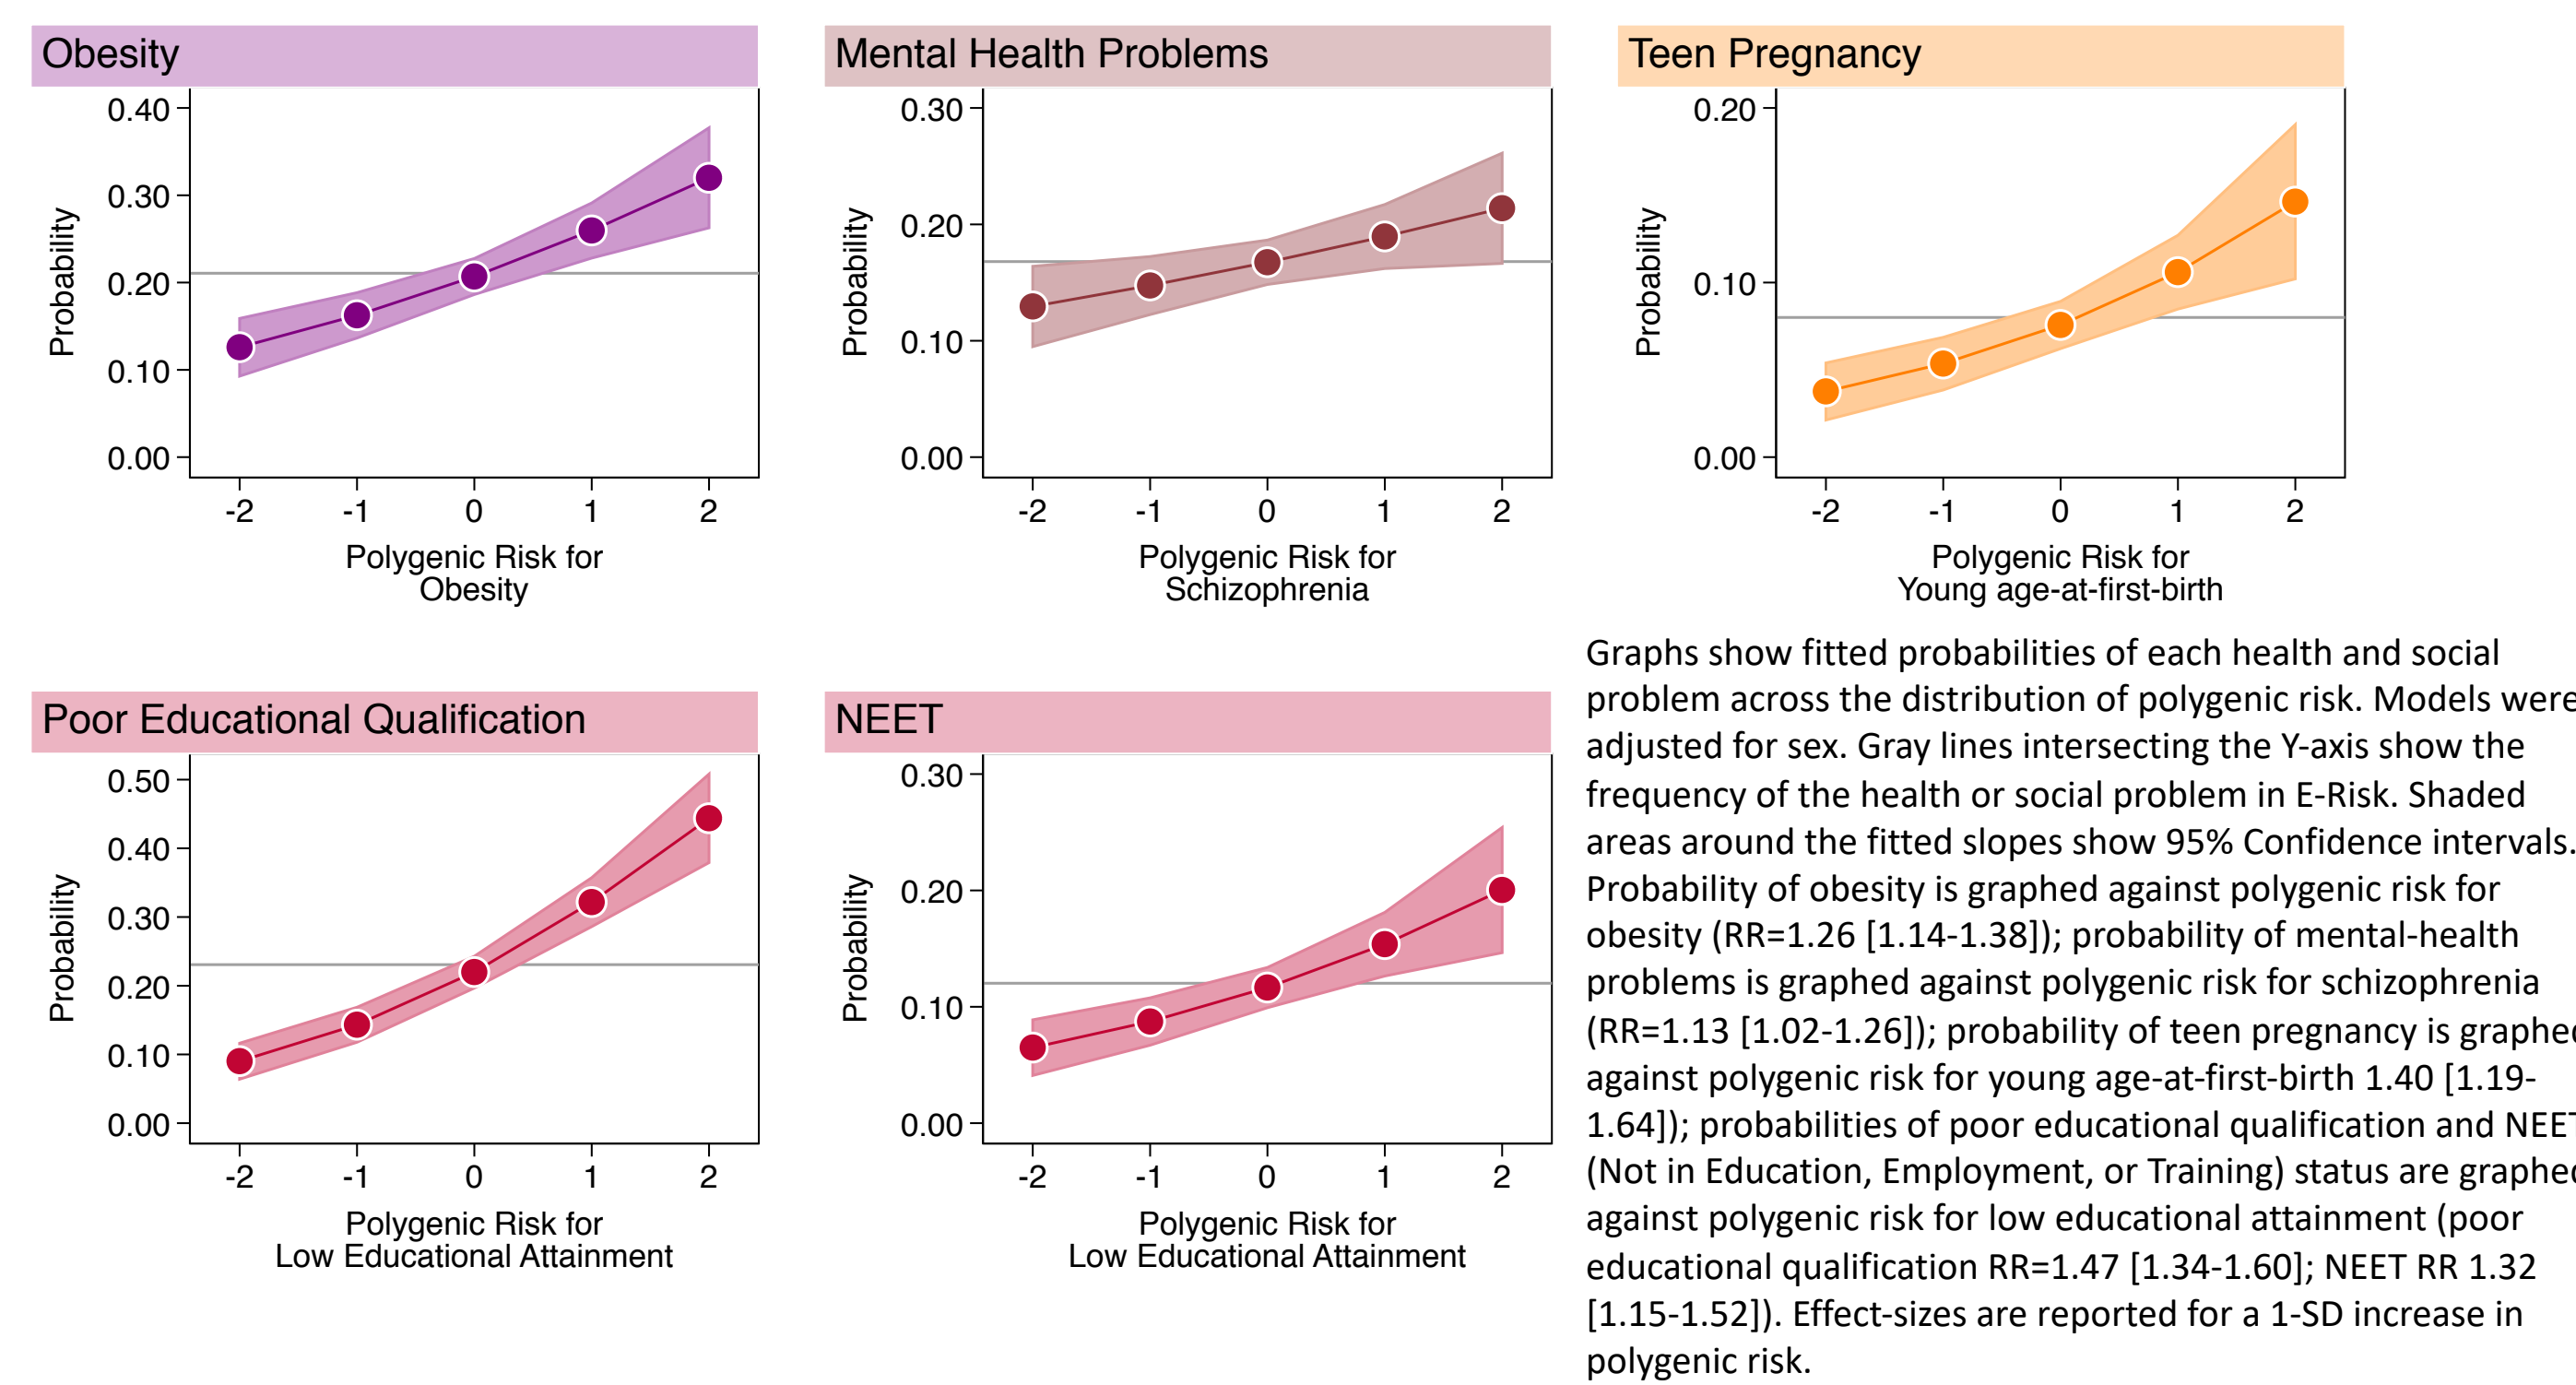 Obesity
0.40
0.30
0.20
0.10
0.00
Probability
-2 -1 0 1 2
Polygenic Risk for
Obesity
Mental Health Problems
0.30
0.20
0.10
0.00
Probability
-2 -1 0 1 2
Polygenic Risk for
Schizophrenia
Teen Pregnancy
0.20
0.10
0.00
Probability
-2 -1 0 1 2
Polygenic Risk for
Young age-at-first-birth
Poor Educational Qualification
0.50
0.40
0.30
0.20
0.10
0.00
Probability
-2 -1 0 1 2
Polygenic Risk for
Low Educational Attainment
NEET
0.30
0.20
0.10
0.00
Probability
-2 -1 0 1 2
Polygenic Risk for
Low Educational Attainment
Graphs show fitted probabilities of each health and social
problem across the distribution of polygenic risk. Models were
adjusted for sex. Gray lines intersecting the Y-axis show the
frequency of the health or social problem in E-Risk. Shaded
areas around the fitted slopes show 95% Confidence intervals.
Probability of obesity is graphed against polygenic risk for
obesity (RR=1.26 [1.14-1.38]); probability of mental-health
problems is graphed against polygenic risk for schizophrenia
(RR=1.13 [1.02-1.26]); probability of teen pregnancy is graphed
against polygenic risk for young age-at-first-birth 1.40 [1.19-
1.64]); probabilities of poor educational qualification and NEET
(Not in Education, Employment, or Training) status are graphed
against polygenic risk for low educational attainment (poor
educational qualification RR=1.47 [1.34-1.60]; NEET RR 1.32
[1.15-1.52]). Effect-sizes are reported for a 1-SD increase in
polygenic risk.